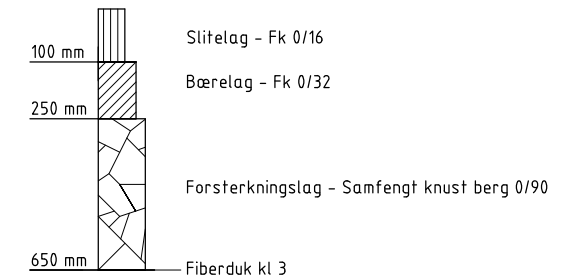 Slitelag - Fk 0/16
100 mm
Bærelag - Fk 0/32
250 mm
Forsterkningslag - Samfengt knust berg 0/90
650 mm
Fiberduk kl 3